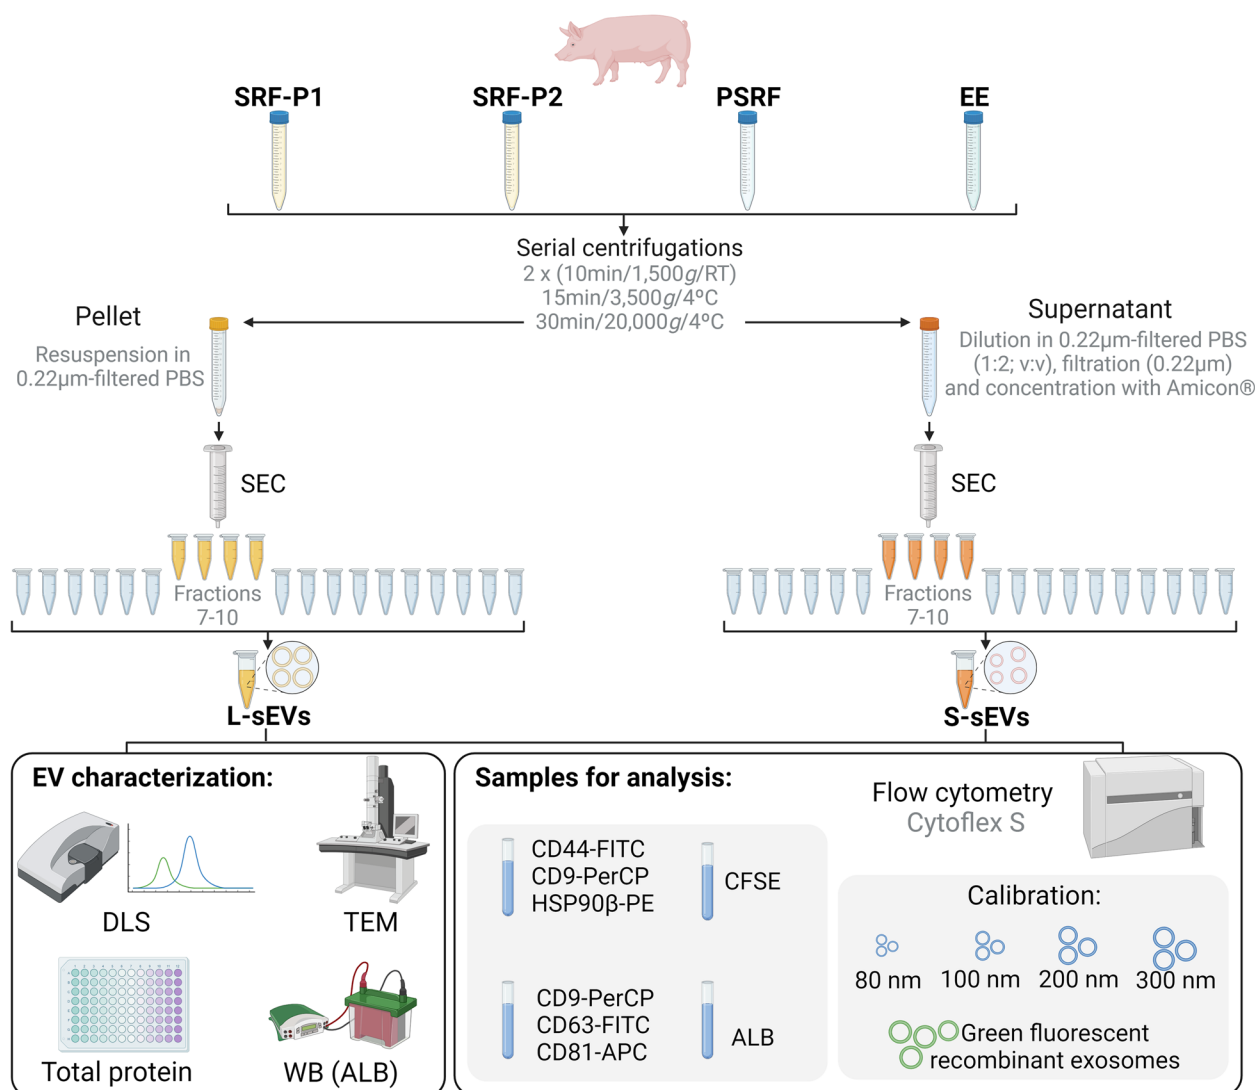 SRF-P1
SRF-P2
PSRF
EE
Serial centrifugations
2 x (10min/1,500g/RT)
15min/3,500g/4ºC
30min/20,000g/4ºC
Pellet
Resuspension in
0.22µm-filtered PBS
Supernatant
Dilution in 0.22µm-filtered PBS
(1:2; v:v), filtration (0.22µm)
and concentration with Amicon®
SEC
SEC
Fractions
7-10
Fractions
7-10
L-sEVs
S-sEVs
EV characterization:
DLS
TEM
Total protein
WB (ALB)
Samples for analysis:
CD44-FITC
CD9-PerCP
HSP90β-PE
CFSE
CD9-PerCP
CD63-FITC
CD81-APC
ALB
Flow cytometry
Cytoflex S
Calibration:
80 nm
100 nm
200 nm
300 nm
Green fluorescent
recombinant exosomes